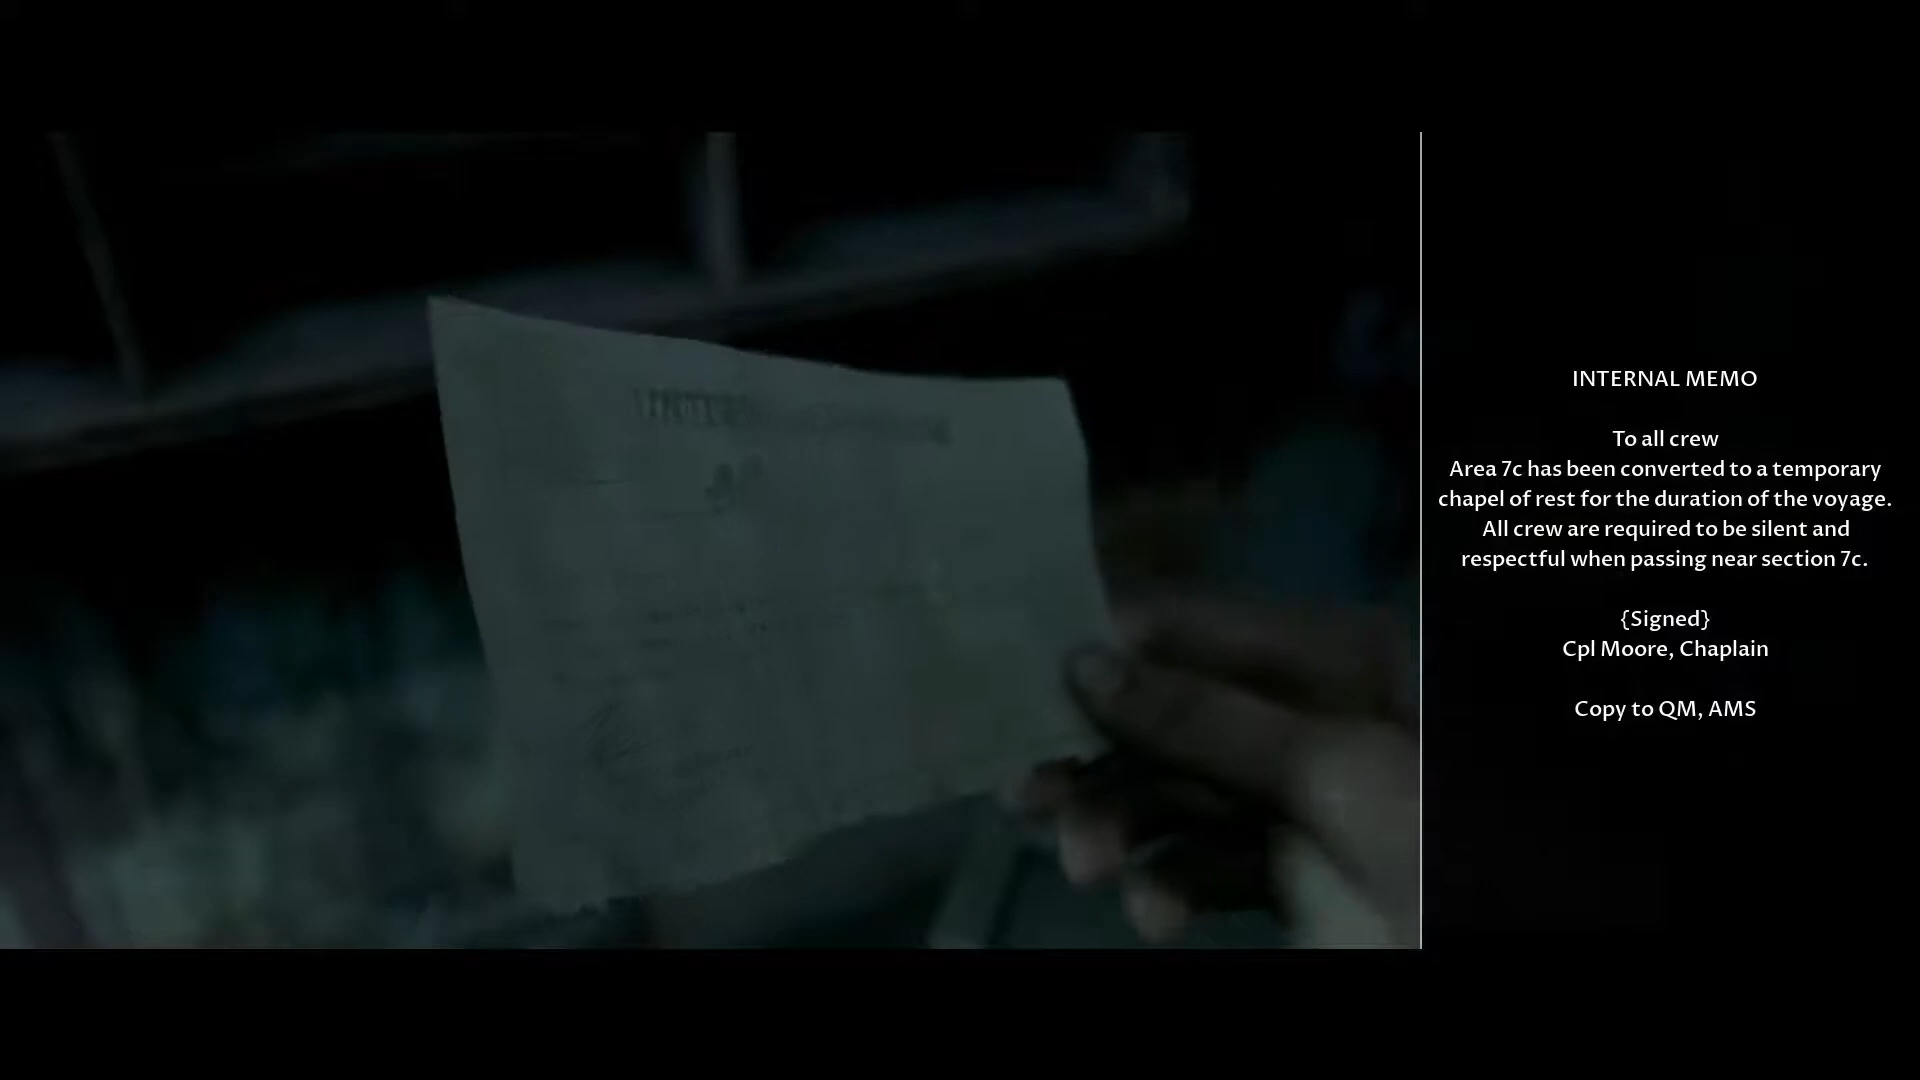 INTERNAL MEMO
To all crew
Area 7c has been converted to a temporary
chapel of rest for the duration of the voyage.
All crew are required to be silent and
respectful when passing near section 7c.
{Signed}
Cpl Moore, Chaplain
Copy to QM, AMS